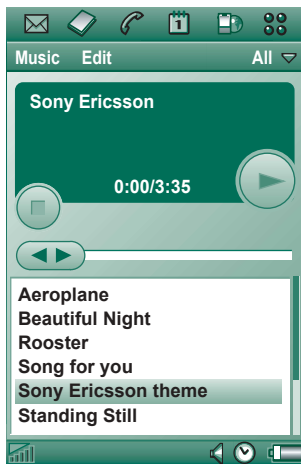 1
Music Edit All
Sony Ericsson
0:00/3:35
Aeroplane
Beautiful Night
Rooster
Song for you
Sony Ericsson theme
Standing Still